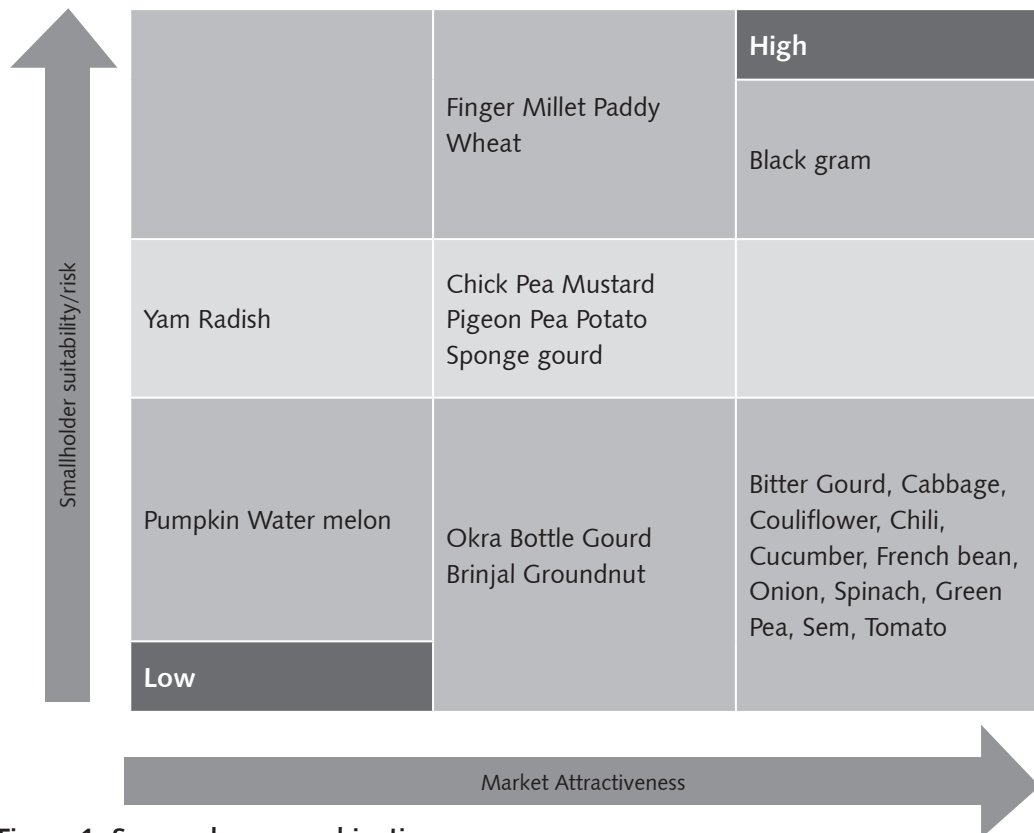 High
Finger Millet Paddy
Wheat
Black gram
Smallholder suitability/risk
Yam Radish
Chick Pea Mustard
Pigeon Pea Potato
Sponge gourd
Pumpkin Water melon
Okra Bottle Gourd
Brinjal Groundnut
Bitter Gourd, Cabbage,
Couliflower, Chili,
Cucumber, French bean,
Onion, Spinach, Green
Pea, Sem, Tomato
Low
Market Attractiveness